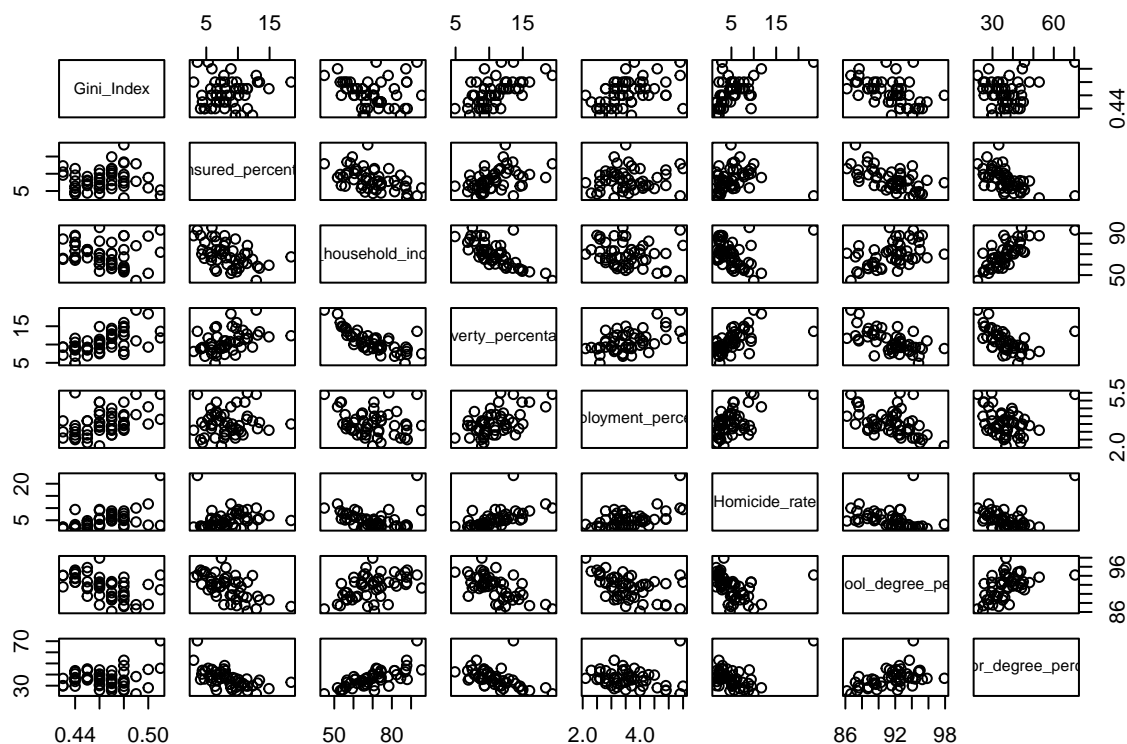 5 15 5 15 5 15 30 60
Gini_Index 0.44
5 nsured_percent
household_inc 50 90
5 15 verty_percenta
ployment_perce 2.0 5.5
5 20 Homicide_rate
ool_degree_pe 86 96
30 70 or_degree_perc
0.44 0.50 50 80 2.0 4.0 86 92 98